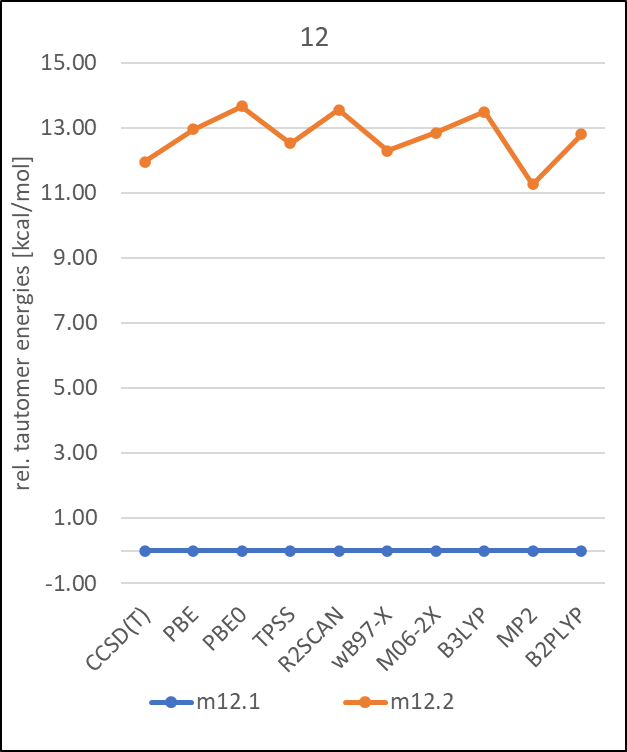 12
15.00
13.00
11.00
9.00
7.00
5.00
3.00
1.00
-1.00
rel. tautomer energies [kcal/mol]
CCSD(T)
PBE
PBE0
TPSS
R2SCAN
wB97-X
M06-2X
B3LYP
MP2
B2PLYP
m12.1
m12.2